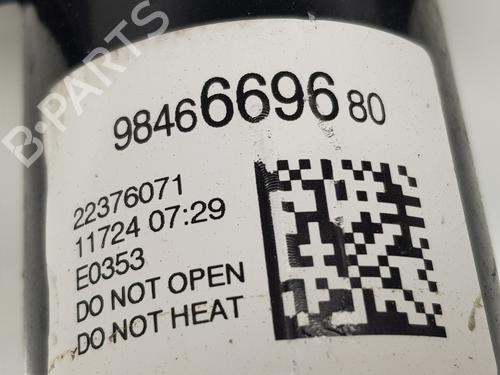 B-PARTS
9846669680
22376071
11724 07:29
E0353
DO NOT OPEN
DO NOT HEAT